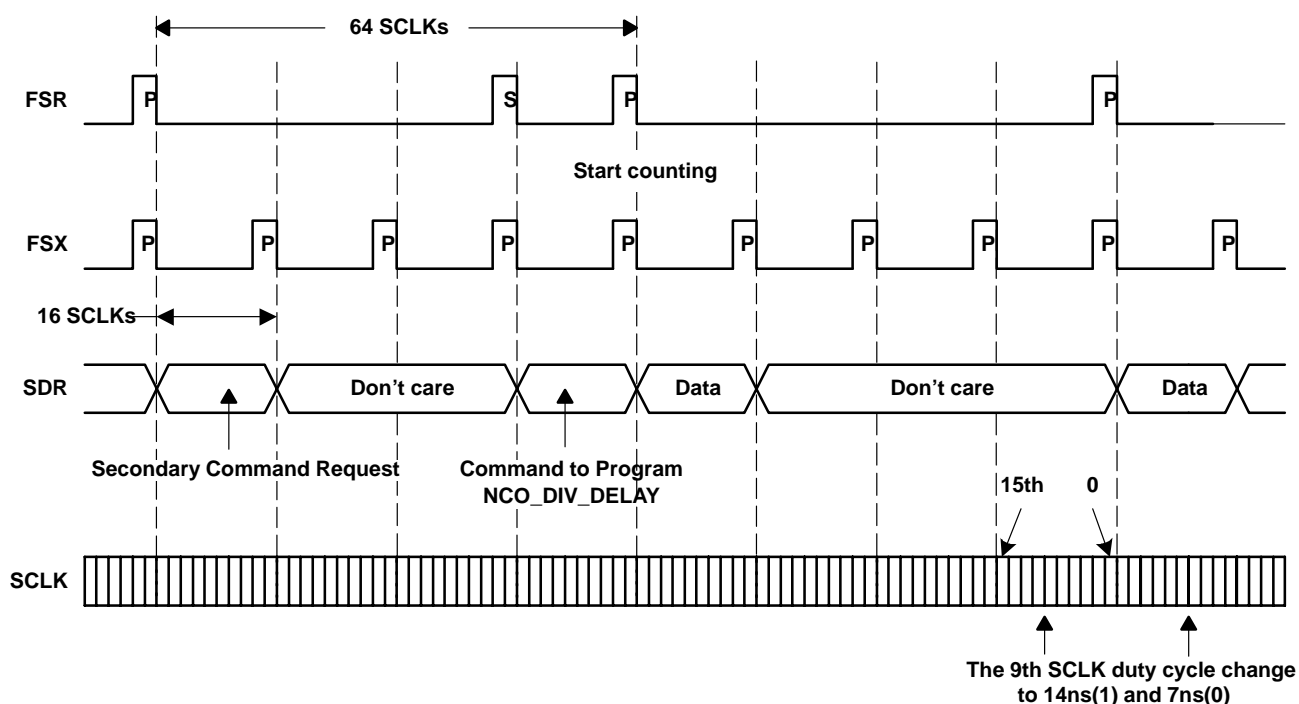 64 SCLKs
FSR
P
S
P
P
Start counting
FSX
P
P
P
P
P
P
P
P
P
P
16 SCLKs
SDR
Don't care
Data
Don't care
Data
Secondary Command Request
Command to Program
NCO_DIV_DELAY
15th
0
SCLK
The 9th SCLK duty cycle change
to 14ns(1) and 7ns(0)